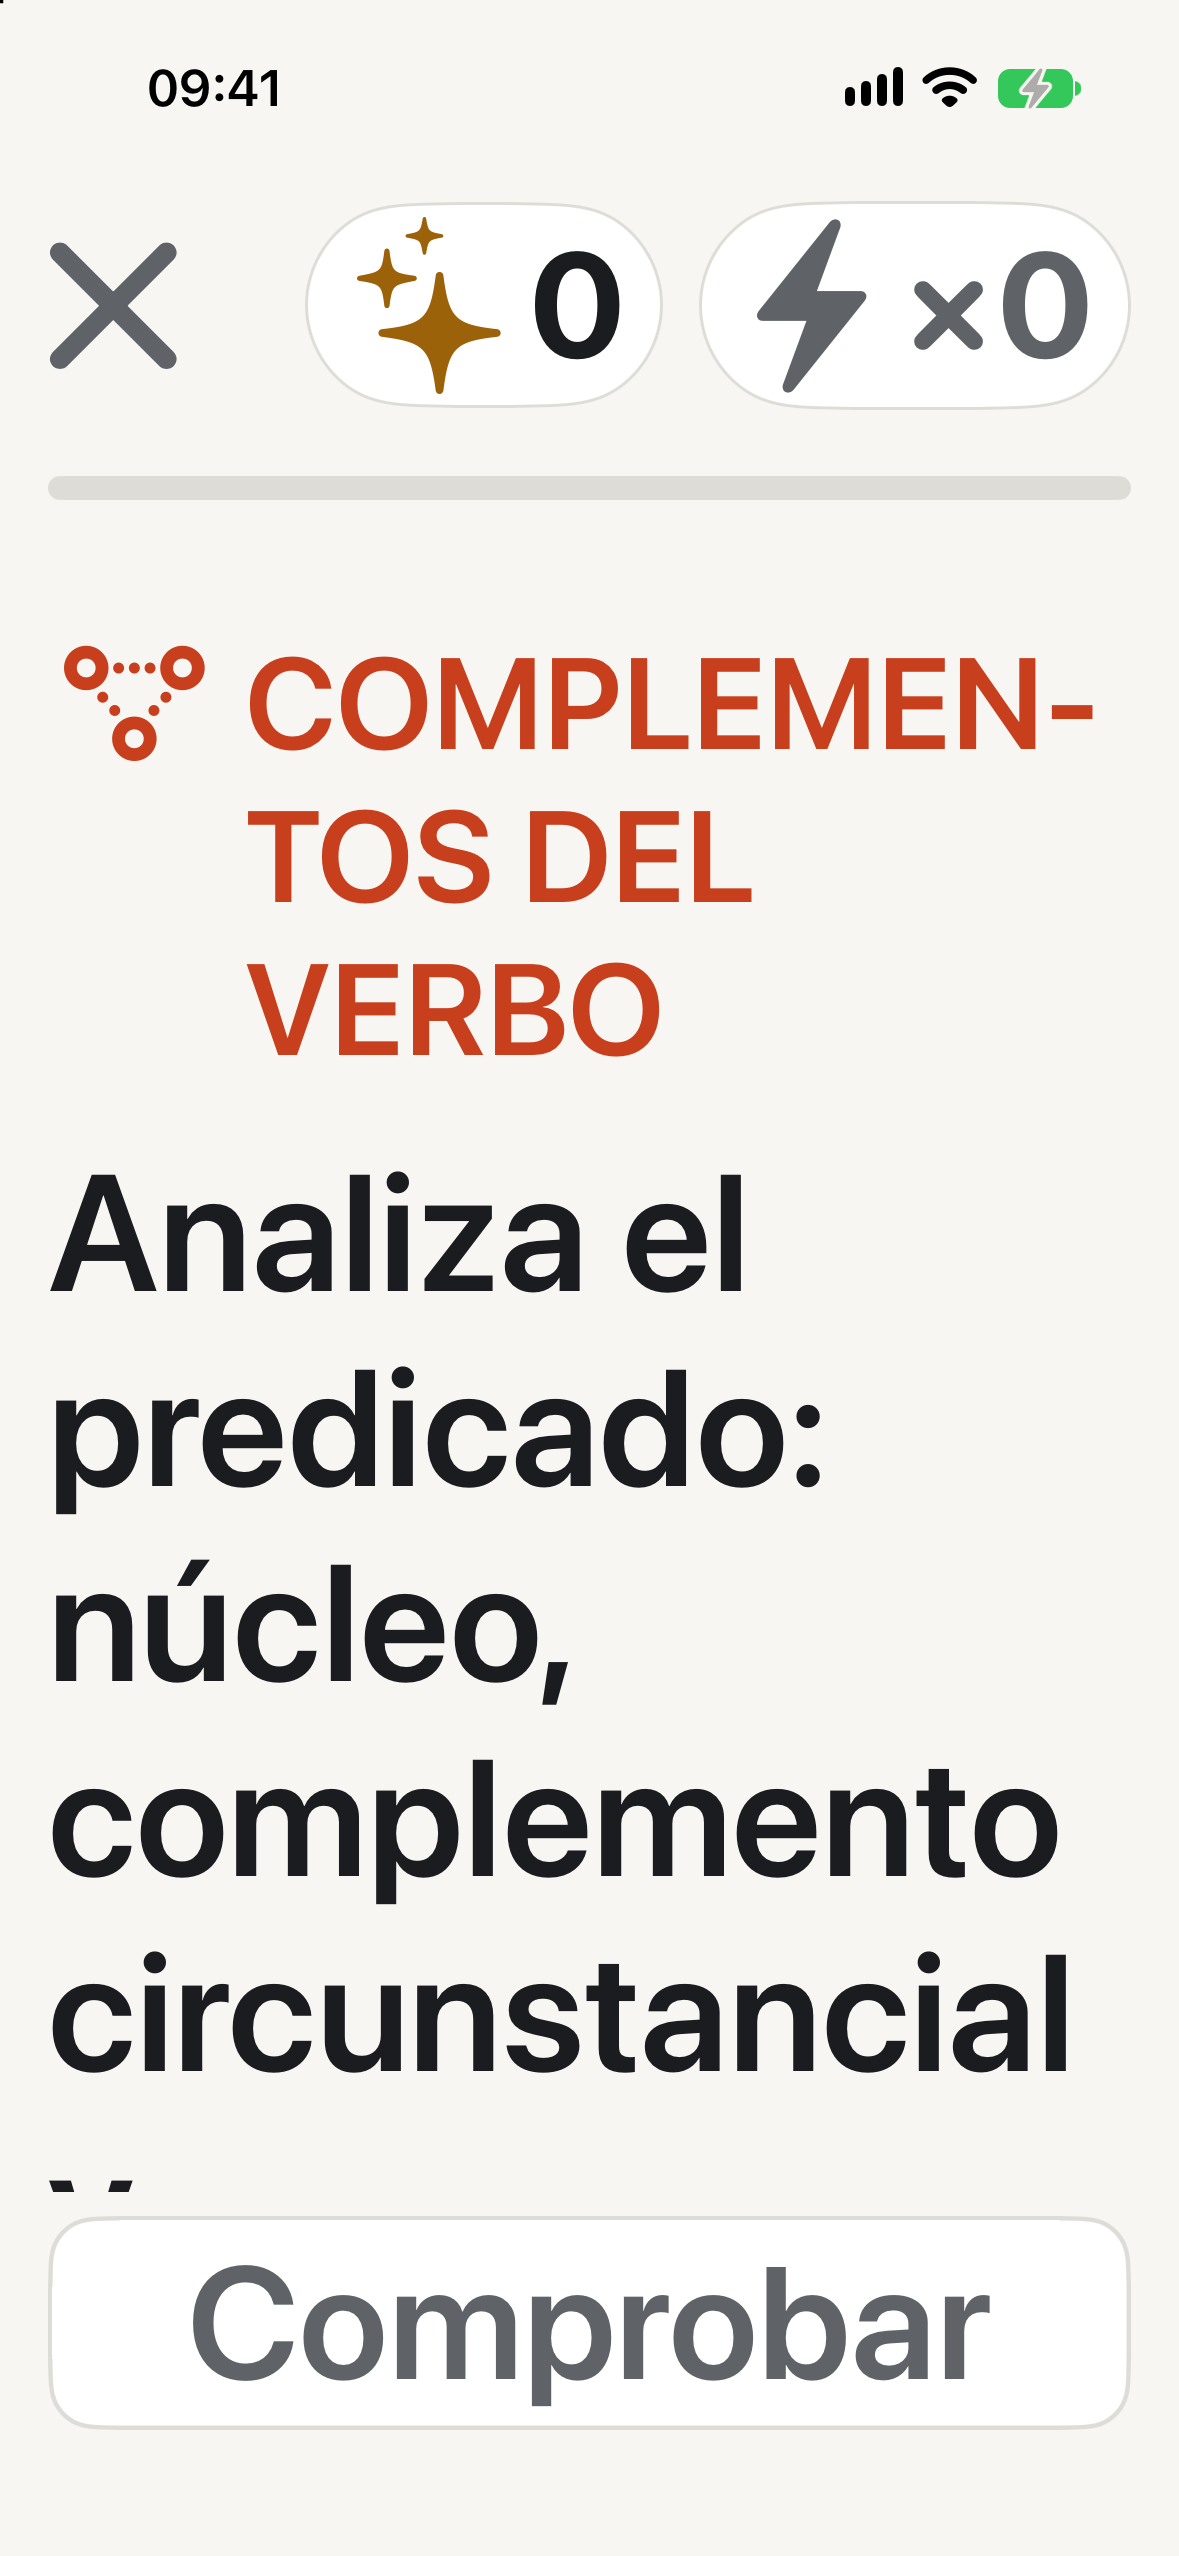 09:41
0
×0
COMPLEMEN-
TOS DEL
VERBO
Analiza el
predicado:
núcleo,
complemento
circunstancial
Comprobar